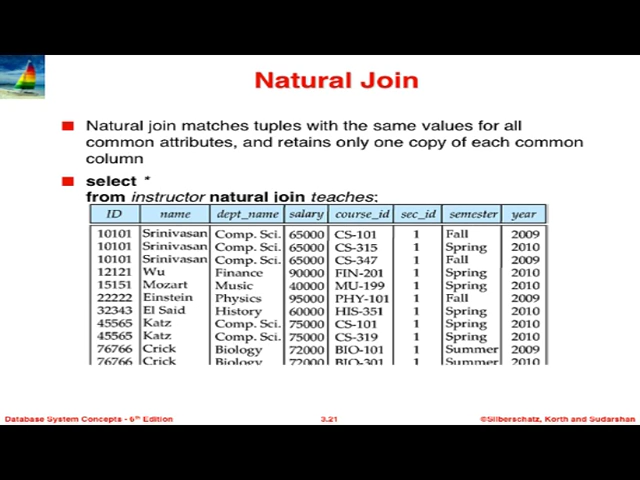 Natural Join
Natural join matches tuples with the same values for all
common attributes, and retains only one copy of each common
column
select *
from instructor natural join teaches;
ID name dept_name salary course_id sec_id semester year
10101 Srinivasan Comp. Sci. 65000 CS-101 1 Fall 2009
10101 Srinivasan Comp. Sci. 65000 CS-315 1 Spring 2010
10101 Srinivasan Comp. Sci. 65000 CS-347 1 Fall 2009
12121 Wu Finance 90000 FIN-201 1 Spring 2010
15151 Mozart Music 40000 MU-199 1 Spring 2010
22222 Einstein Physics 95000 PHY-101 1 Fall 2009
32343 El Said History 60000 HIS-351 1 Spring 2010
45565 Katz Comp. Sci. 75000 CS-101 1 Spring 2010
45565 Katz Comp. Sci. 75000 CS-319 1 Spring 2010
76766 Crick Biology 72000 BIO-101 1 Summer 2009
76766 Crick Biology 72000 BIO-301 1 Summer 2010
Database System Concepts - 6th Edition 3.21 ©Silberschatz, Korth and Sudarshan